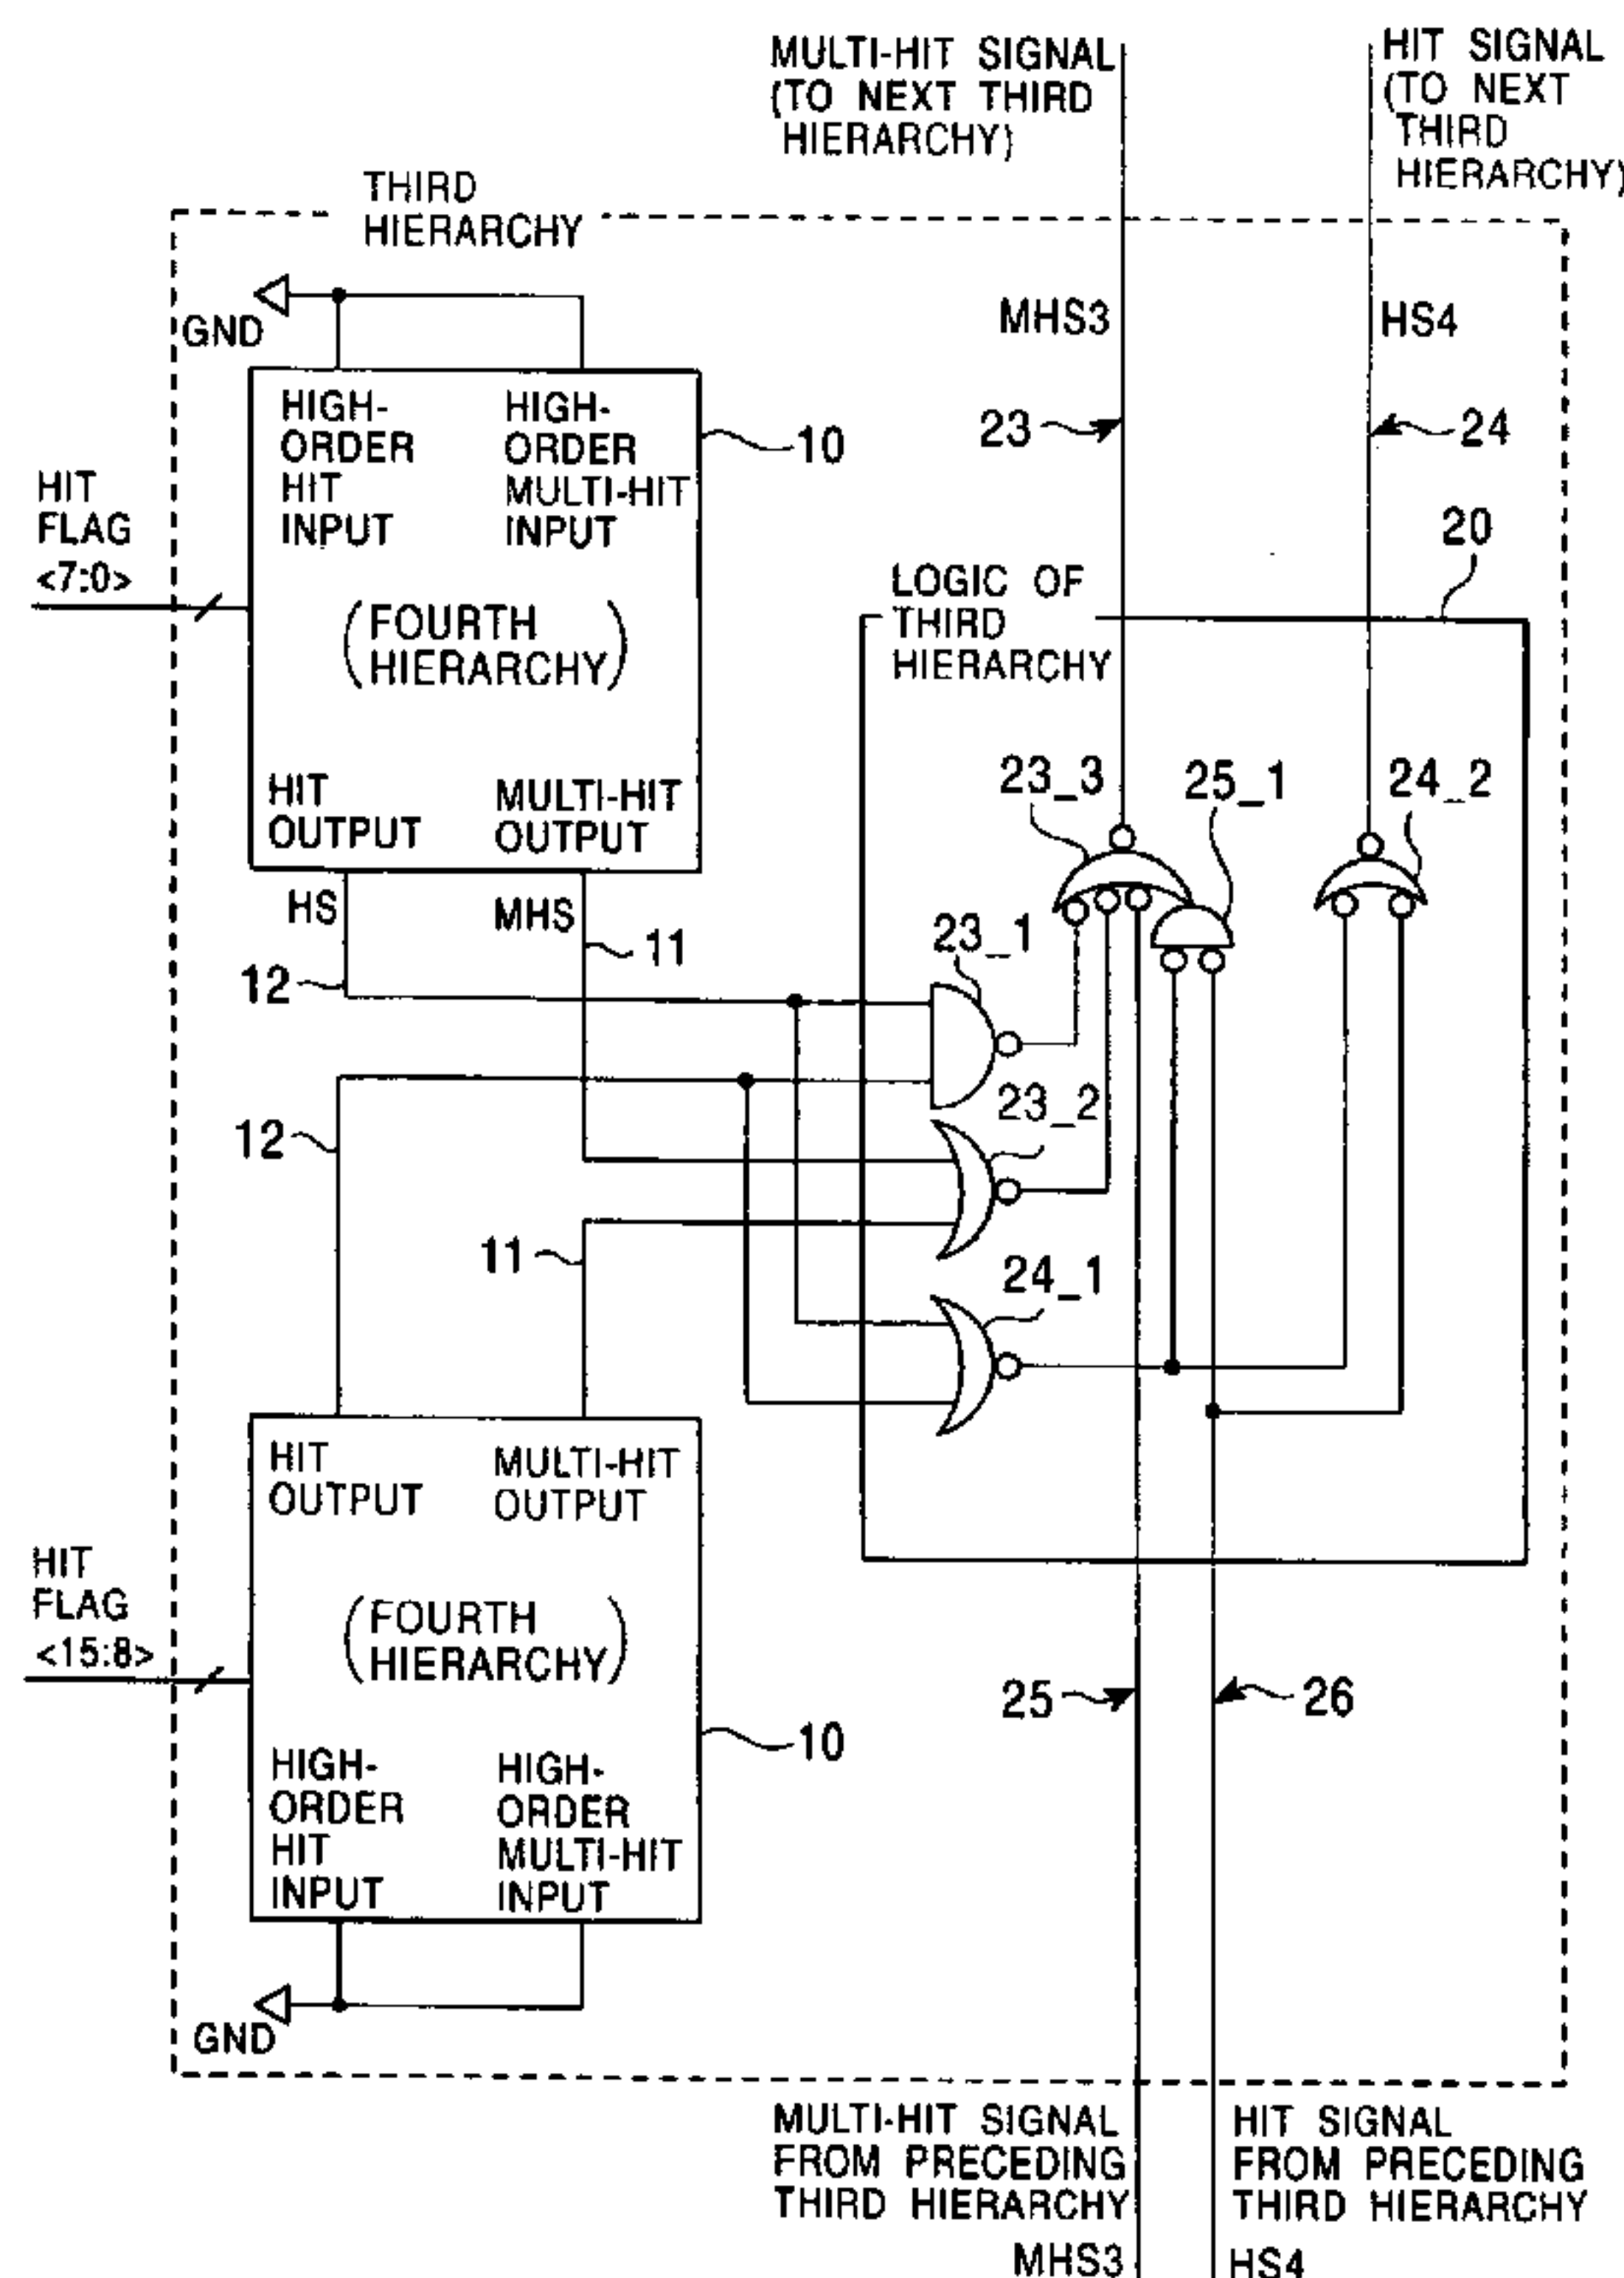 MULTI-HIT SIGNAL
(TO NEXT THIRD
HIERARCHY)
HIT SIGNAL
(TO NEXT
THIRD
HIERARCHY)
THIRD
HIERARCHY
GND
MHS3
HS4
23
24
HIGH-
ORDER
HIT
INPUT
HIGH-
ORDER
MULTI-HIT
INPUT
10
HIT
FLAG
<7:0>
(FOURTH
HIERARCHY)
20
LOGIC OF
THIRD
HIERARCHY
HIT
OUTPUT
MULTI-HIT
OUTPUT
23_3
25_1
24_2
HS
MHS
11
12
23_1
12
23_2
11
24_1
HIT
OUTPUT
MULTI-HIT
OUTPUT
HIT
FLAG
<15:8>
(FOURTH
HIERARCHY)
25
26
10
HIGH-
ORDER
HIT
INPUT
HIGH-
ORDER
MULTI-HIT
INPUT
GND
MULTI-HIT SIGNAL
FROM PRECEDING
THIRD HIERARCHY
HIT SIGNAL
FROM PRECEDING
THIRD HIERARCHY
MHS3
HS4